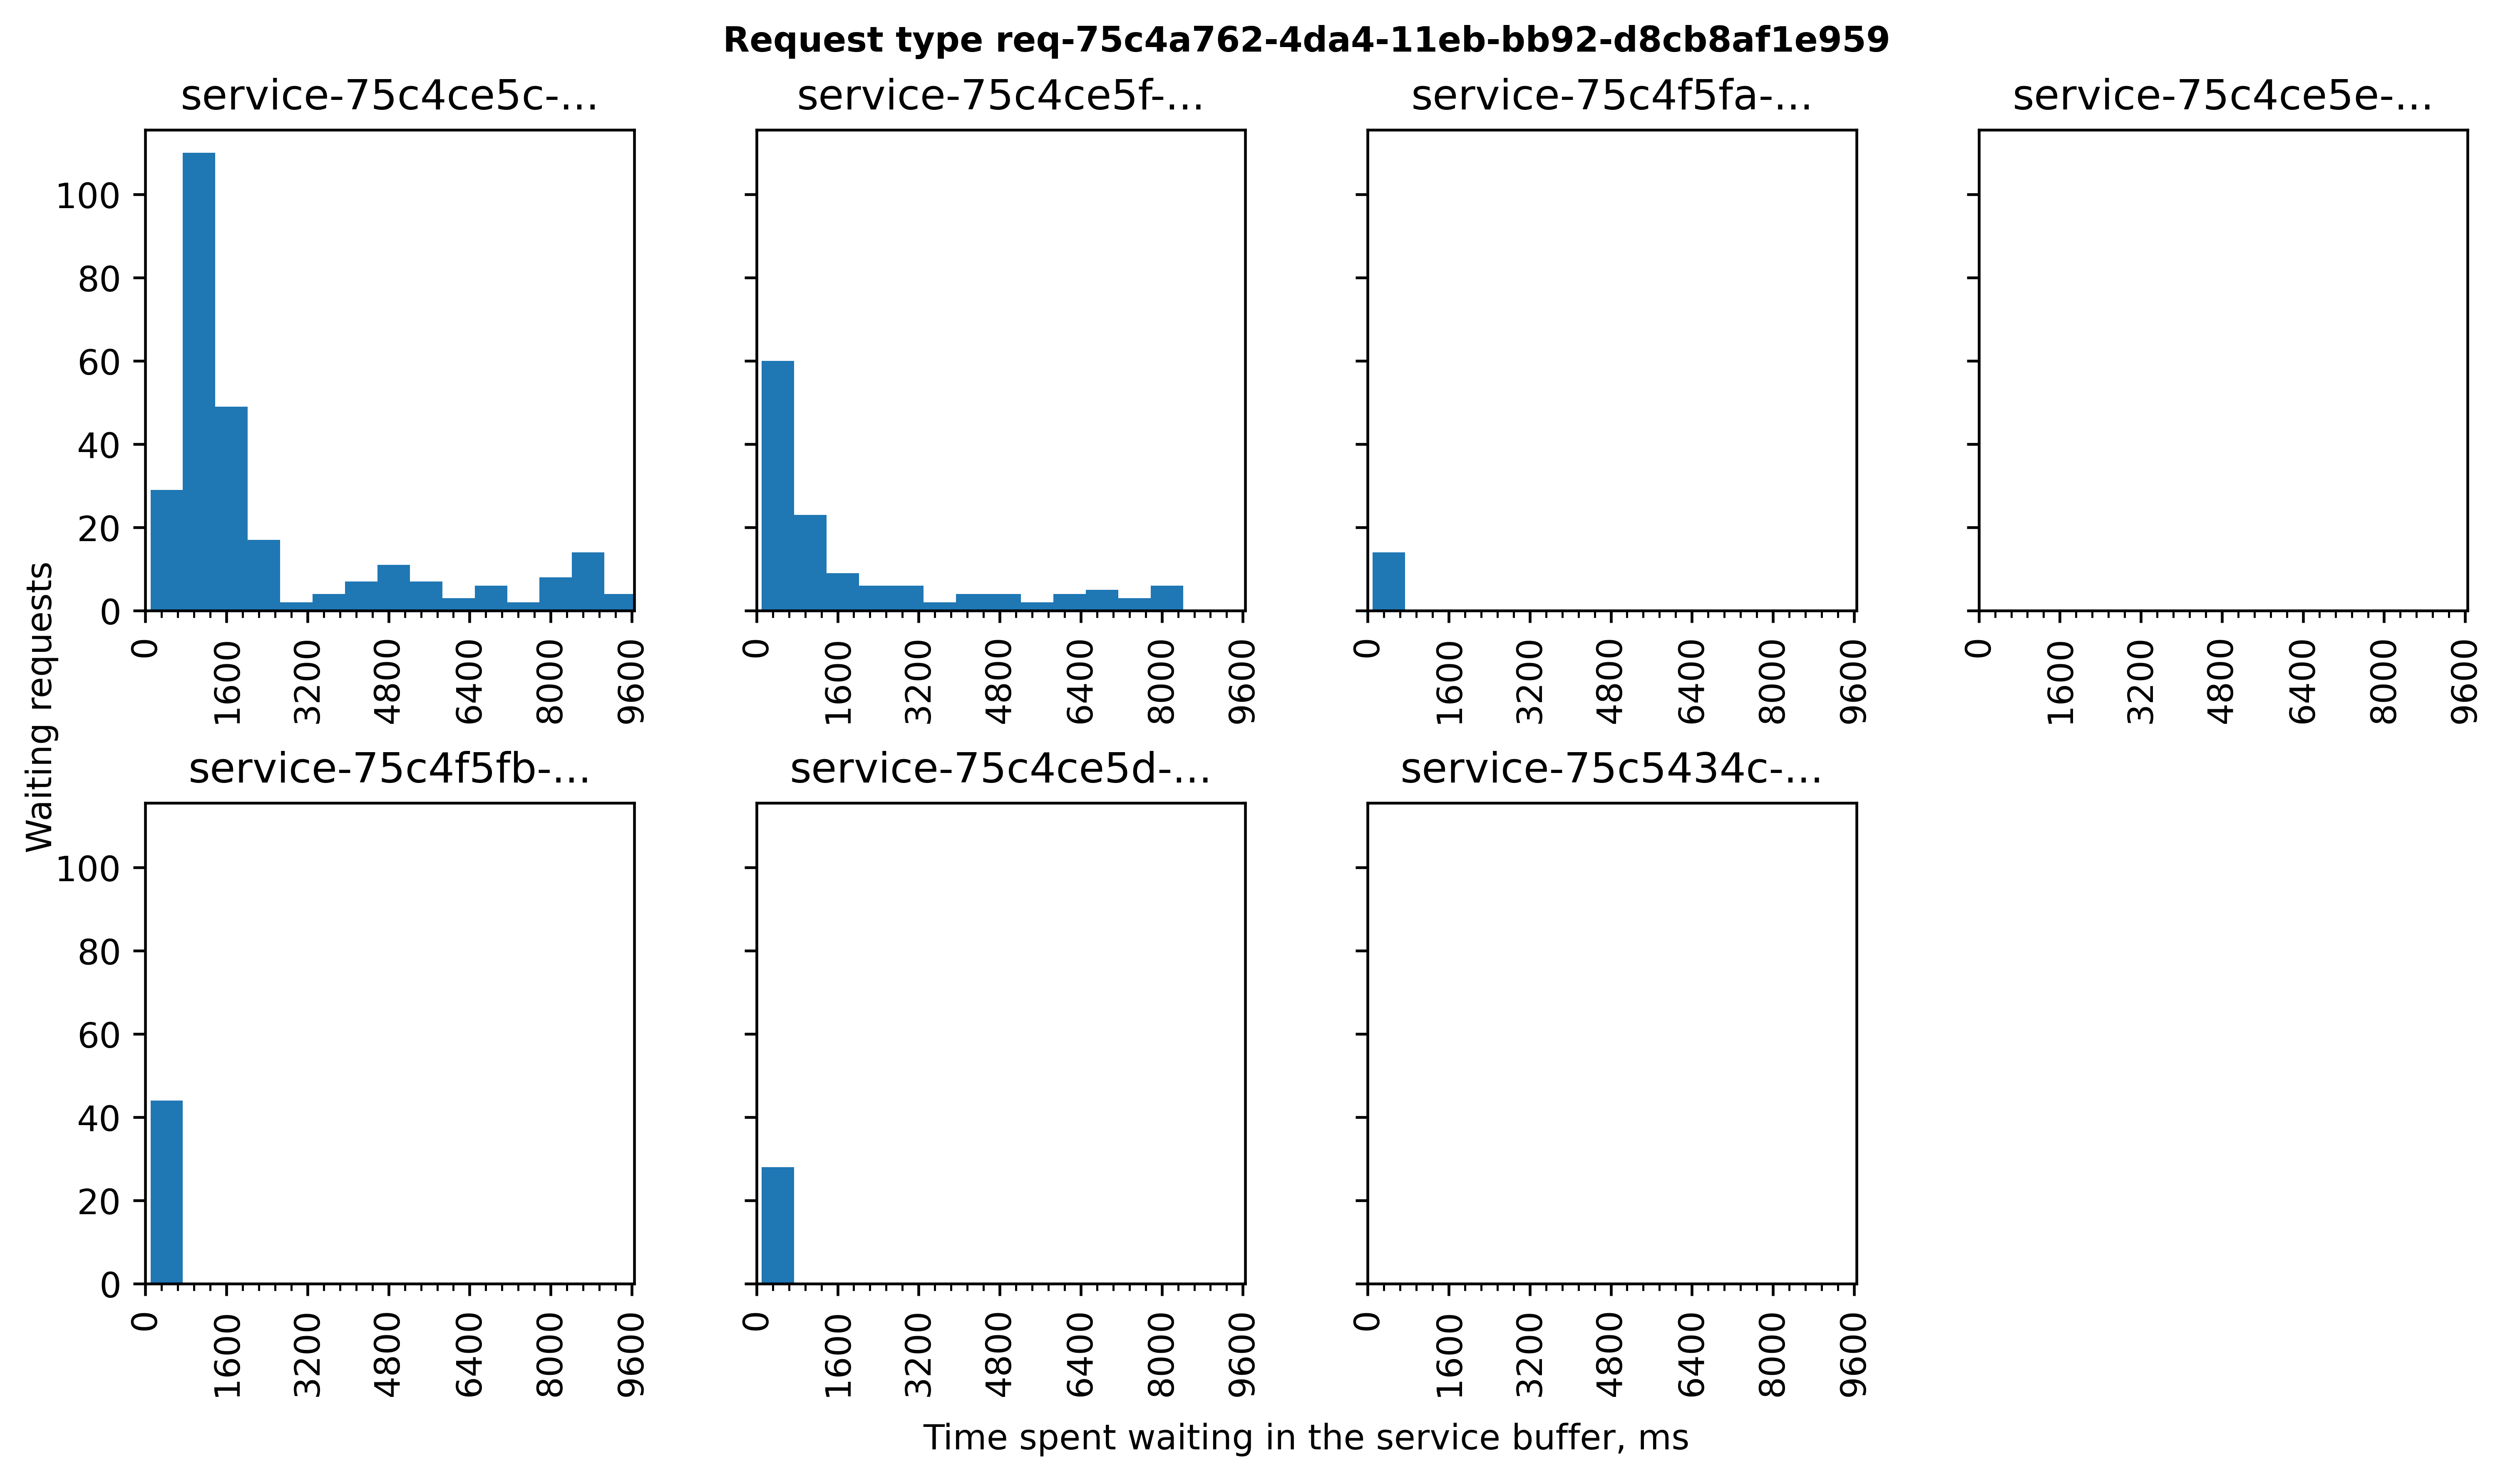 Request type req-75c4a762-4da4-11eb-bb92-d8cb8af1e959
service-75c4ce5c-...
service-75c4ce5f-...
service-75c4f5fa-...
service-75c4ce5e-...
100
80
60
40
20
0
0 1600 3200 4800 6400 8000 9600
0 1600 3200 4800 6400 8000 9600
0 1600 3200 4800 6400 8000 9600
0 1600 3200 4800 6400 8000 9600
Waiting requests
service-75c4f5fb-...
service-75c4ce5d-...
service-75c5434c-...
100
80
60
40
20
0
0 1600 3200 4800 6400 8000 9600
0 1600 3200 4800 6400 8000 9600
0 1600 3200 4800 6400 8000 9600
Time spent waiting in the service buffer, ms